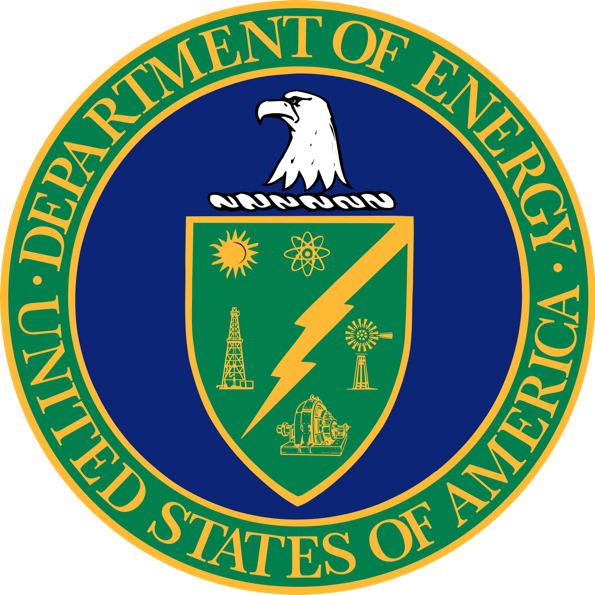 DEPARTMENT OF ENERGY
· UNITED STATES OF AMERICA ·